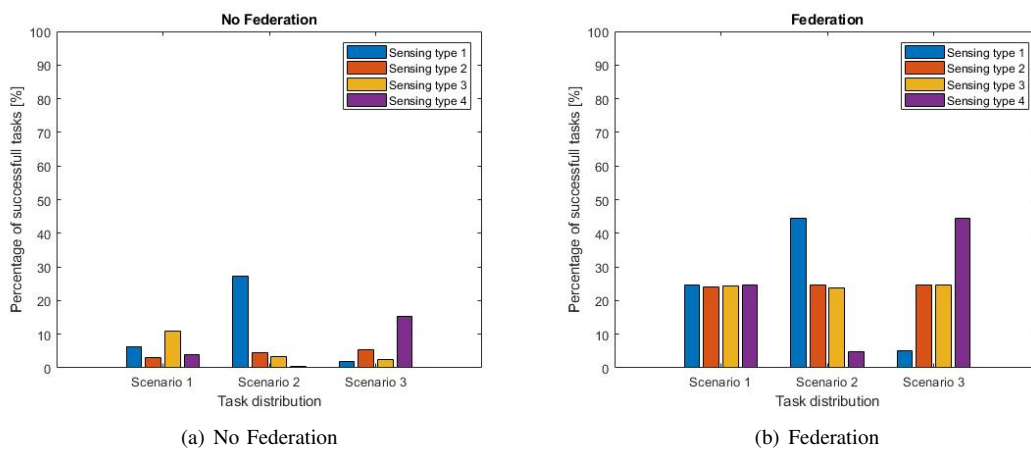 No Federation
100
90
80
70
60
50
40
30
20
10
0
Percentage of successfull tasks [%]
Sensing type 1
Sensing type 2
Sensing type 3
Sensing type 4
Scenario 1 Scenario 2 Scenario 3
Task distribution
(a) No Federation
Federation
100
90
80
70
60
50
40
30
20
10
0
Percentage of successfull tasks [%]
Sensing type 1
Sensing type 2
Sensing type 3
Sensing type 4
Scenario 1 Scenario 2 Scenario 3
Task distribution
(b) Federation